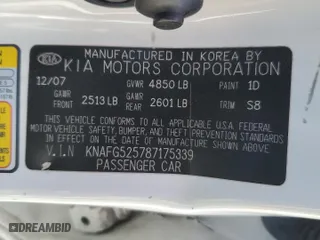 MANUFACTURED IN KOREA BY
KIA KIA MOTORS CORPORATION
12/07 GVWR 4850 LB PAINT 1D
GAWR GAWR
FRONT 2513 LB REAR 2601 LB TRIM S8
THIS VEHICLE CONFORMS TO ALL APPLICABLE U.S.A. FEDERAL
MOTOR VEHICLE SAFETY, BUMPER, AND THEFT PREVENTION
STANDARDS IN EFFECT ON THE DATE OF MANUFACTURE
SHOWN ABOVE.
V.I.N KNAFG525787175339
PASSENGER CAR
© AutoBidMaster